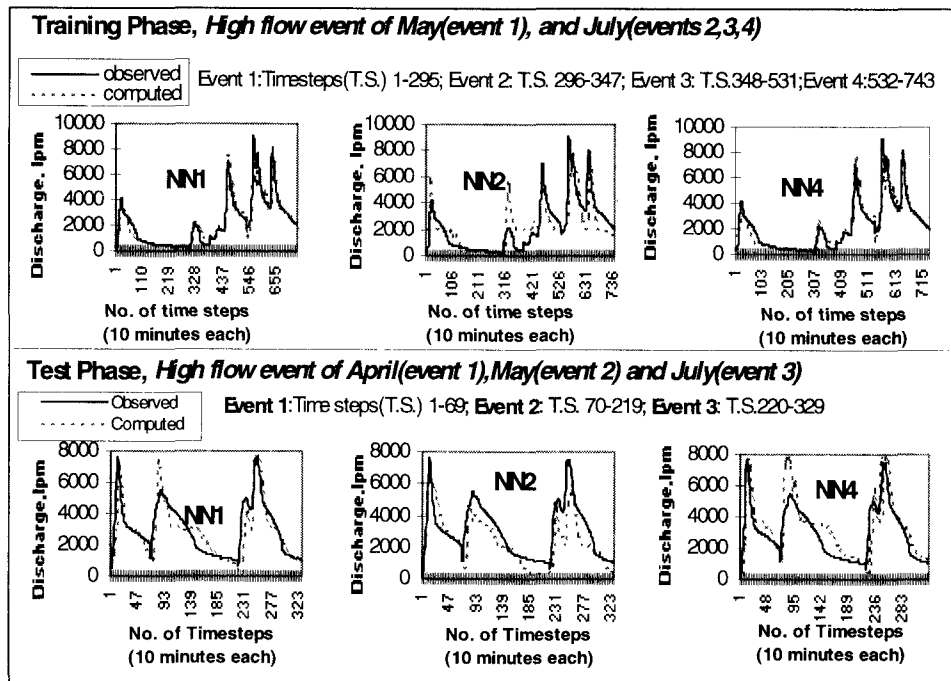 Training Phase, High flow event of May(event 1), and July(events 2,3,4)
observed
computed
Event 1:Timesteps(T.S.) 1-295; Event 2: T.S. 296-347; Event 3: T.S.348-531;Event 4:532-743
Discharge. lpm
10000
8000
6000
4000
2000
0
NN1
1
110
219
328
437
546
655
No. of time steps
(10 minutes each)
Discharge. lpm
10000
8000
6000
4000
2000
0
NN2
1
106
211
316
421
526
631
736
No. of time steps
(10 minutes each)
Discharge. lpm
10000
8000
6000
4000
2000
0
NN4
1
103
205
307
409
511
613
715
No. of time steps
(10 minutes each)
Test Phase, High flow event of April(event 1),May(event 2) and July(event 3)
Observed
Computed
Event 1:Time steps(T.S.) 1-69; Event 2: T.S. 70-219; Event 3: T.S.220-329
Discharge.lpm
8000
6000
4000
2000
0
NN1
1
47
93
139
185
231
277
323
No. of Timesteps
(10 minutes each)
Discharge.lpm
8000
6000
4000
2000
0
NN2
1
47
93
139
185
231
277
323
No. of Timesteps
(10 minutes each)
Discharge.lpm
8000
6000
4000
2000
0
NN4
1
48
95
142
189
236
283
No. of Timesteps
(10 minutes each)